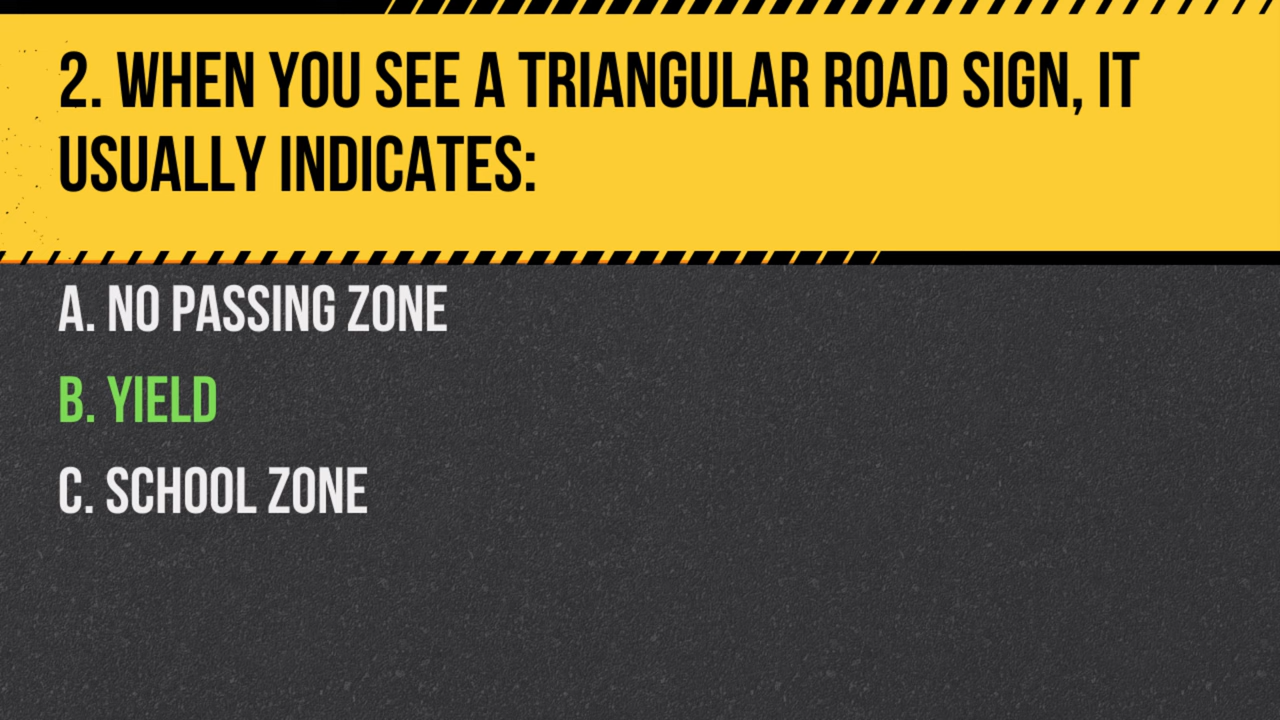 2. WHEN YOU SEE A TRIANGULAR ROAD SIGN, IT
USUALLY INDICATES:
A. NO PASSING ZONE
B. YIELD
C. SCHOOL ZONE